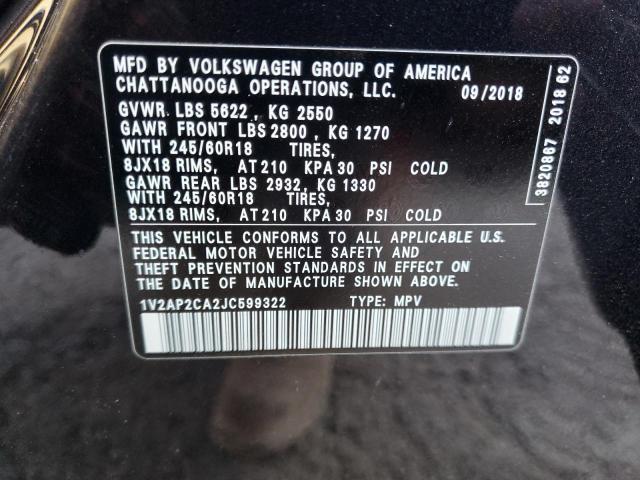 MFD BY VOLKSWAGEN GROUP OF AMERICA
CHATTANOOGA OPERATIONS, LLC. 09/2018
GVWR LBS 5622 , KG 2550
GAWR FRONT LBS 2800 , KG 1270
WITH 245/60R18 TIRES,
8JX18 RIMS, AT 210 KPA 30 PSI COLD
GAWR REAR LBS 2932, KG 1330
WITH 245/60R18 TIRES,
8JX18 RIMS, AT 210 KPA 30 PSI COLD
THIS VEHICLE CONFORMS TO ALL APPLICABLE U.S.
FEDERAL MOTOR VEHICLE SAFETY AND
THEFT PREVENTION STANDARDS IN EFFECT ON
THE DATE OF MANUFACTURE SHOWN ABOVE.
1V2AP2CA2JC599322 TYPE: MPV
3820867 2018 62